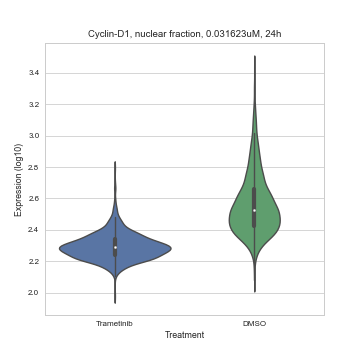 Cyclin-D1, nuclear fraction, 0.031623uM, 24h
3.4
3.2
3.0
2.8
2.6
2.4
2.2
2.0
Expression (log10)
Trametinib DMSO
Treatment